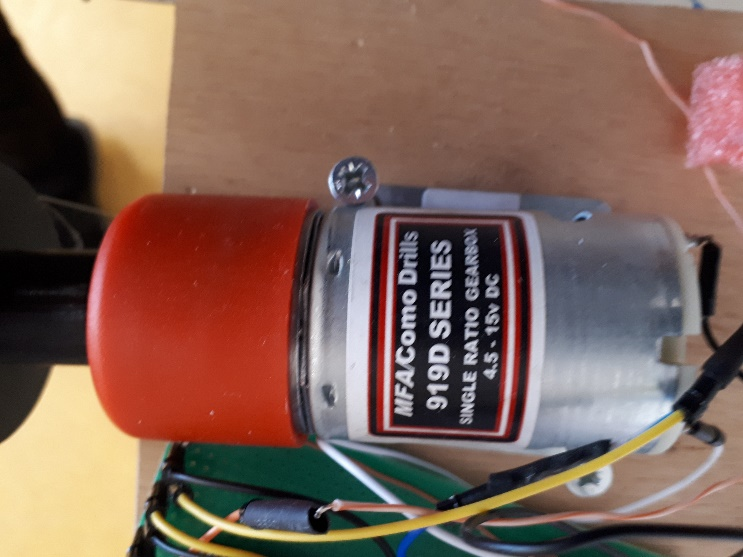 MFA/Como Drills
919D SERIES
SINGLE RATIO GEARBOX
4.5 - 15v DC